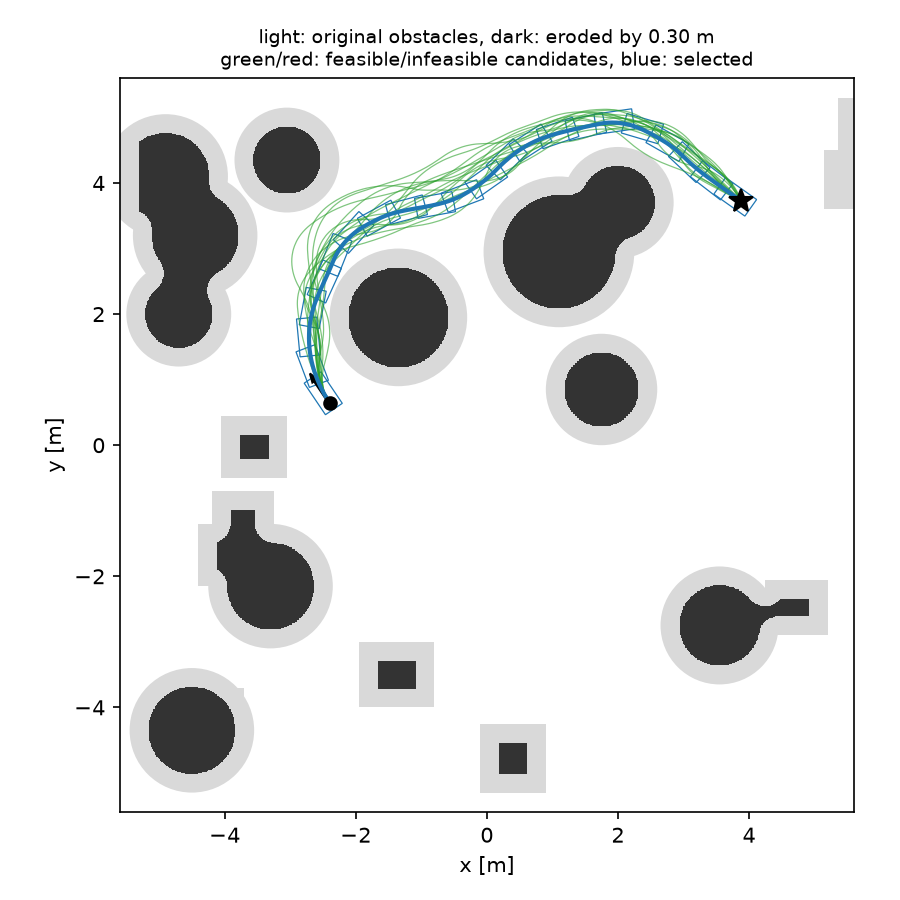 light: original obstacles, dark: eroded by 0.30 m
green/red: feasible/infeasible candidates, blue: selected
4
2
0
−2
−4
y [m]
−4 −2 0 2 4
x [m]